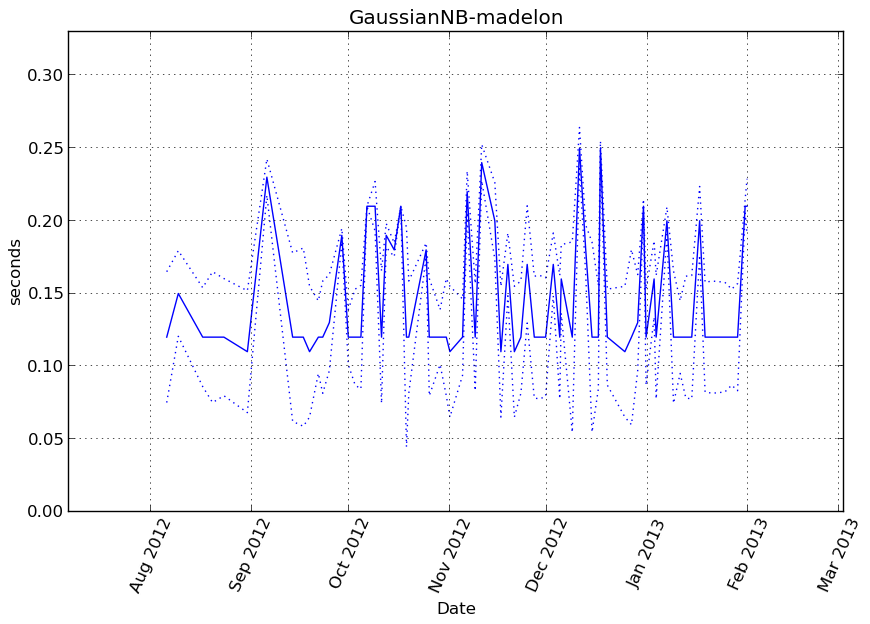 GaussianNB-madelon
0.30
0.25
0.20
0.15
0.10
0.05
0.00
seconds
Aug 2012
Sep 2012
Oct 2012
Nov 2012
Dec 2012
Jan 2013
Feb 2013
Mar 2013
Date